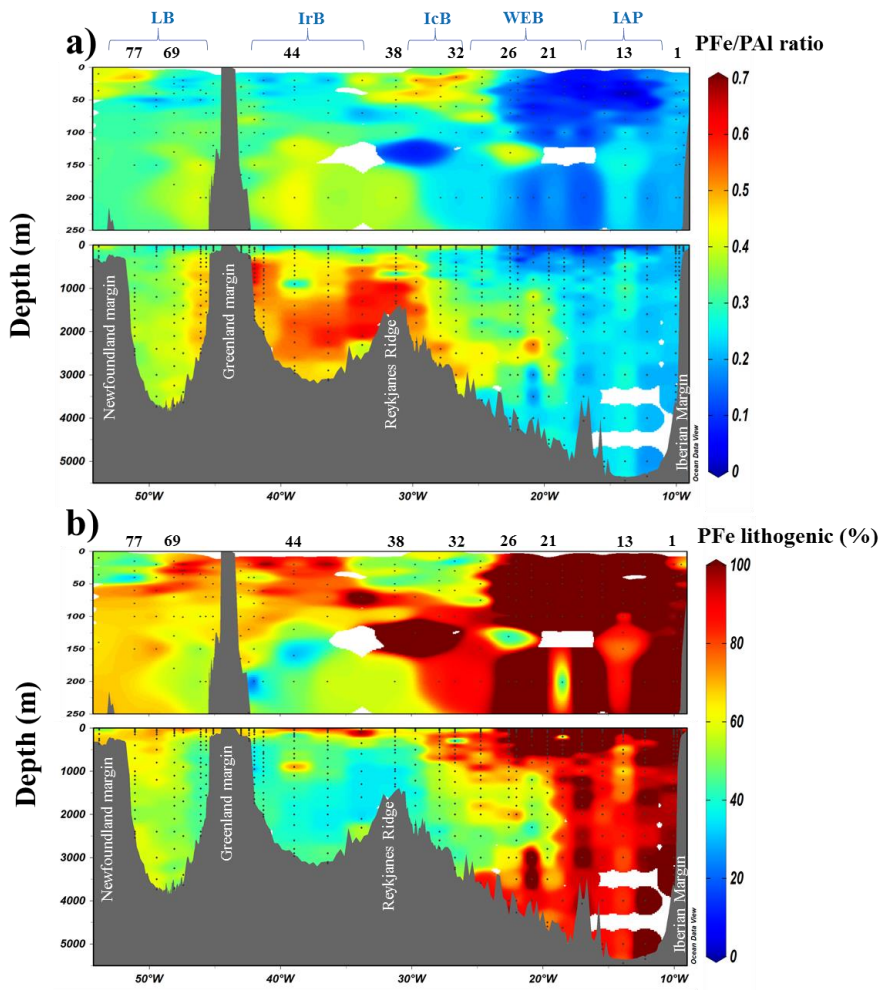 LB IrB IcB WEB IAP
a) 77 69 44 38 32 26 21 13 1 PFe/PAl ratio
0
50
100
150
200
250
0
1000
2000
3000
4000
5000
Depth (m)
Newfoundland margin
Greenland margin
Reykjanes Ridge
Iberian Margin
Ocean Data View
50°W 40°W 30°W 20°W 10°W
0.7
0.6
0.5
0.4
0.3
0.2
0.1
0
b) 77 69 44 38 32 26 21 13 1 PFe lithogenic (%)
0
50
100
150
200
250
0
1000
2000
3000
4000
5000
Depth (m)
Newfoundland margin
Greenland margin
Reykjanes Ridge
Iberian Margin
Ocean Data View
50°W 40°W 30°W 20°W 10°W
100
80
60
40
20
0